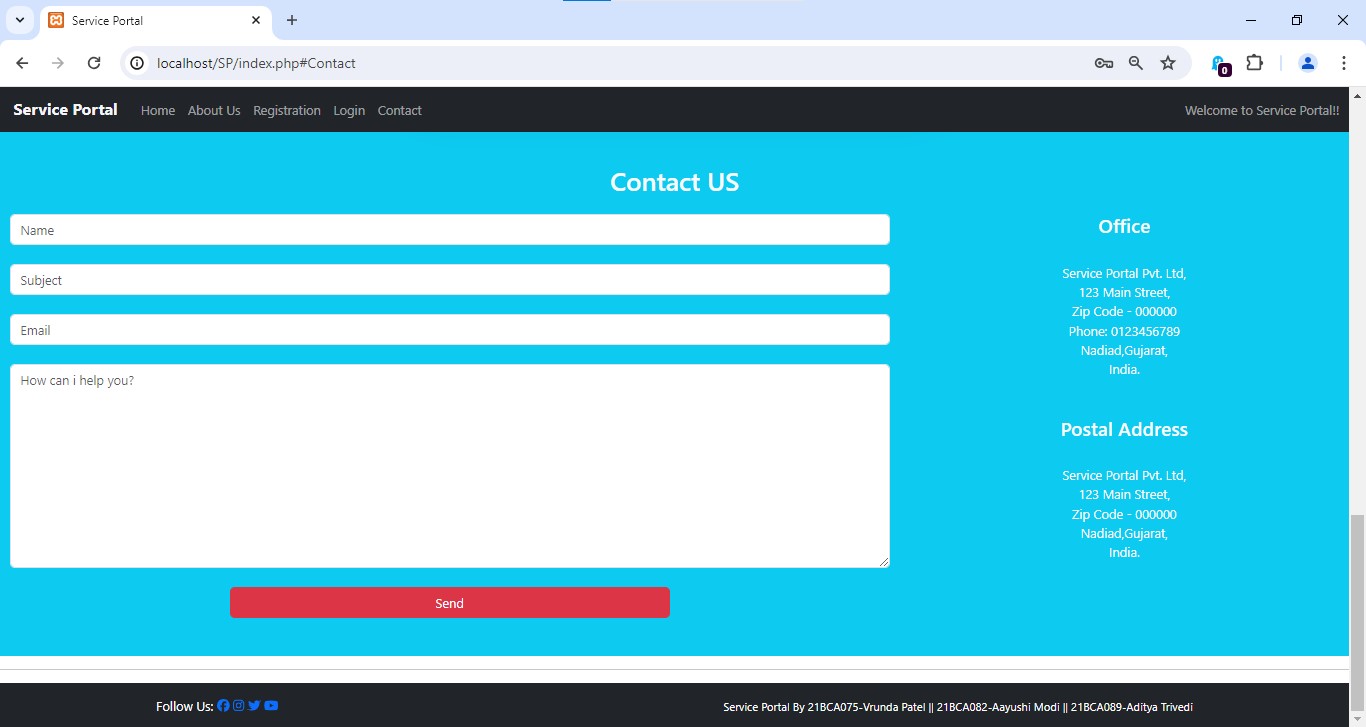 Service Portal
localhost/SP/index.php#Contact
0
Service Portal Home About Us Registration Login Contact Welcome to Service Portal!!
Contact US
Name
Subject
Email
How can i help you?
Send
Office
Service Portal Pvt. Ltd,
123 Main Street,
Zip Code - 000000
Phone: 0123456789
Nadiad,Gujarat,
India.
Postal Address
Service Portal Pvt. Ltd,
123 Main Street,
Zip Code - 000000
Nadiad,Gujarat,
India.
Follow Us:
Service Portal By 21BCA075-Vrunda Patel || 21BCA082-Aayushi Modi || 21BCA089-Aditya Trivedi